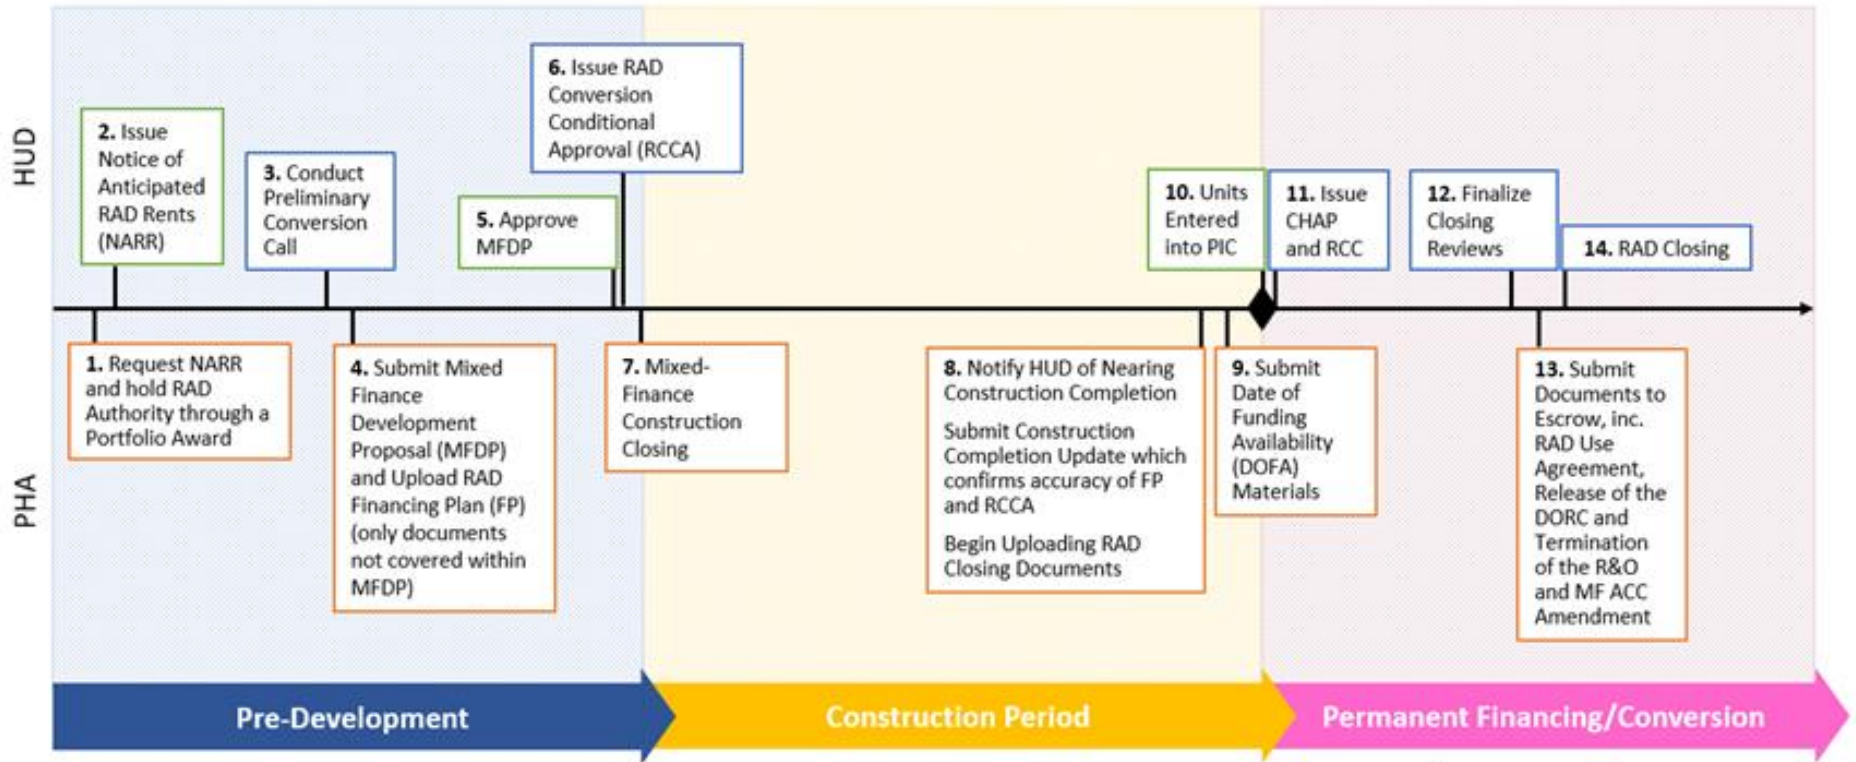 HUD
PHA
2. Issue
Notice of
Anticipated
RAD Rents
(NARR)
3. Conduct
Preliminary
Conversion
Call
5. Approve
MFDP
6. Issue RAD
Conversion
Conditional
Approval (RCCA)
10. Units
Entered
into PIC
11. Issue
CHAP
and RCC
12. Finalize
Closing
Reviews
14. RAD Closing
1. Request NARR
and hold RAD
Authority through a
Portfolio Award
4. Submit Mixed
Finance
Development
Proposal (MFDP)
and Upload RAD
Financing Plan (FP)
(only documents
not covered within
MFDP)
7. Mixed-
Finance
Construction
Closing
8. Notify HUD of Nearing
Construction Completion
Submit Construction
Completion Update which
confirms accuracy of FP
and RCCA
Begin Uploading RAD
Closing Documents
9. Submit
Date of
Funding
Availability
(DOFA)
Materials
13. Submit
Documents to
Escrow, inc.
RAD Use
Agreement,
Release of the
DORC and
Termination
of the R&O
and MF ACC
Amendment
Pre-Development
Construction Period
Permanent Financing/Conversion